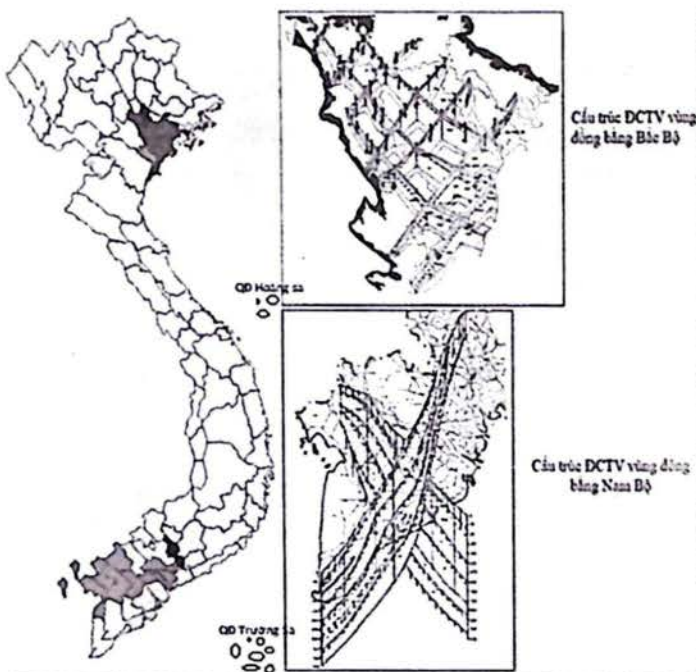 Cấu trúc ĐCTV vùng
đồng bằng Bắc Bộ
QĐ Hoàng sa
Cấu trúc ĐCTV vùng đồng
bằng Nam Bộ
QĐ Trường sa